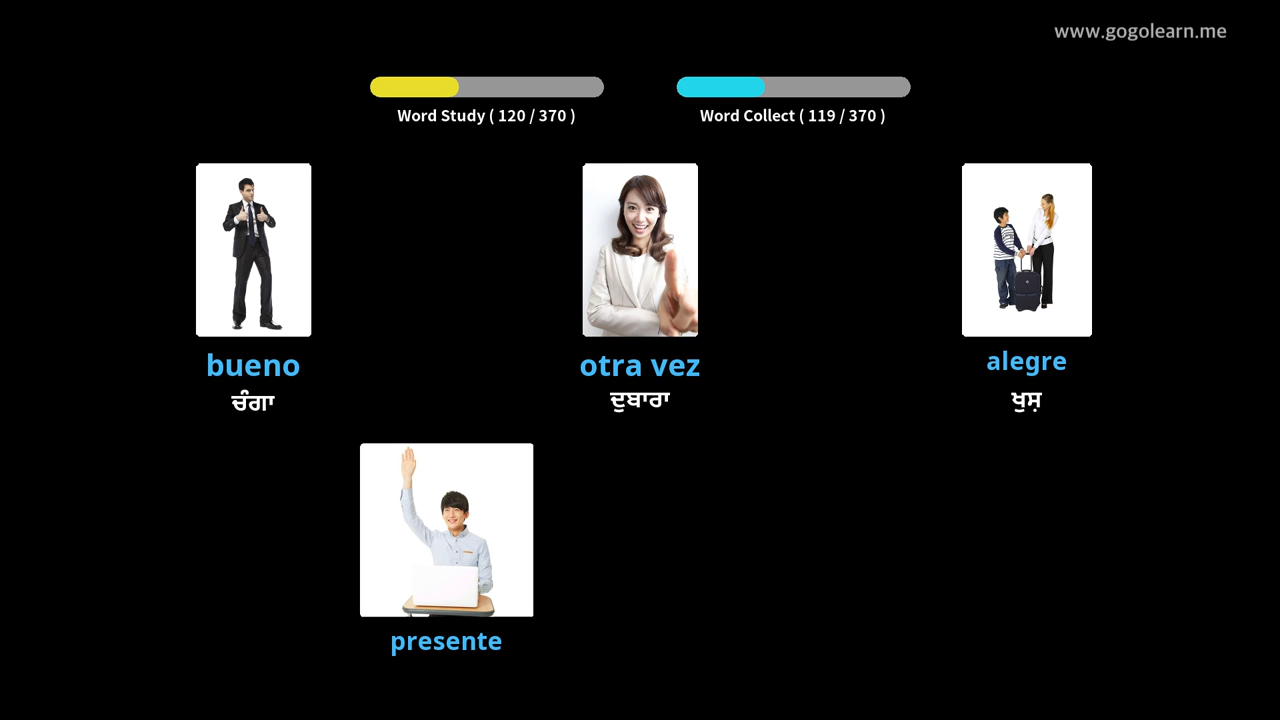 www.gogolearn.me
Word Study ( 120 / 370 )
Word Collect ( 119 / 370 )
bueno
otra vez
alegre
ਚੰਗਾ
ਦੁਬਾਰਾ
ਖੁਸ਼
presente